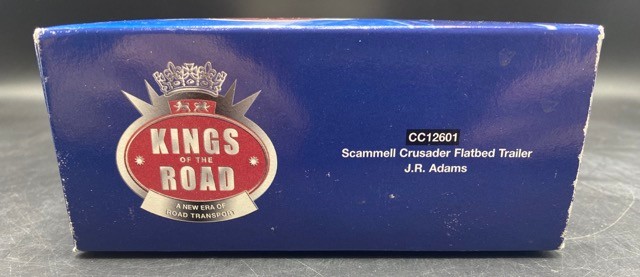 KINGS
OF THE
ROAD
A NEW ERA OF
ROAD TRANSPORT
CC12601
Scammell Crusader Flatbed Trailer
J.R. Adams